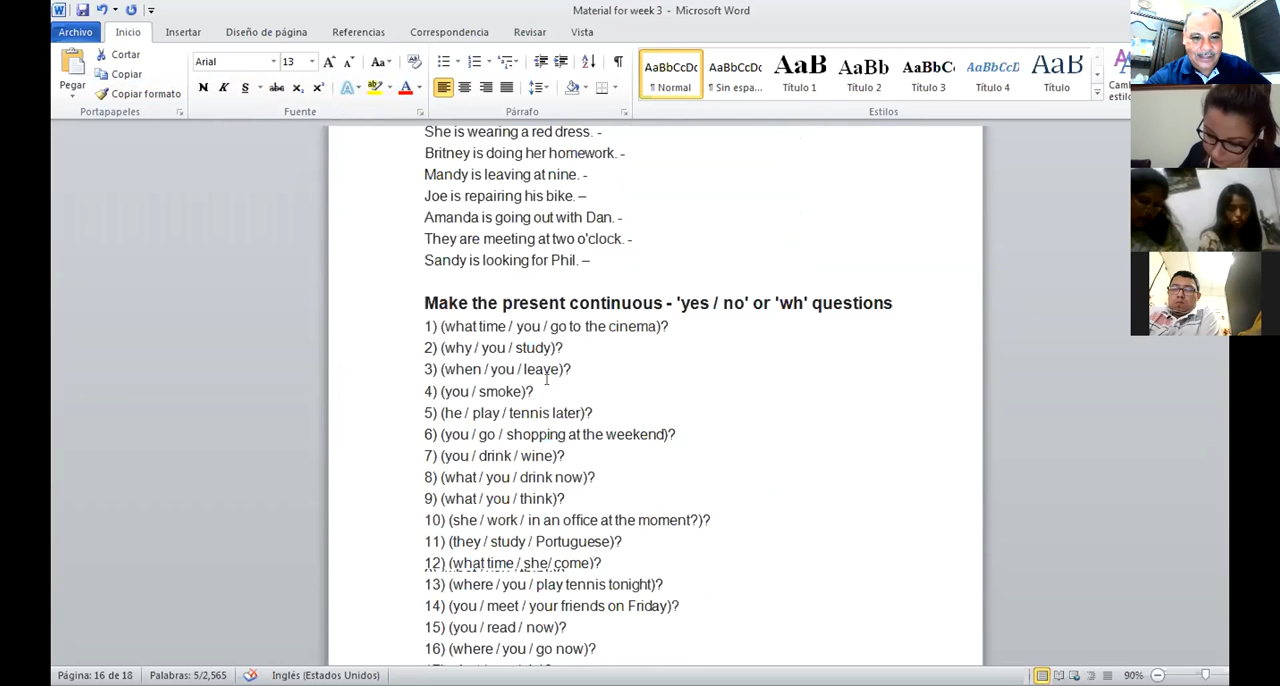 Material for week 3 - Microsoft Word
Archivo Inicio Insertar Diseño de página Referencias Correspondencia Revisar Vista
Cortar
Copiar
Copiar formato
Pegar
Portapapeles
Arial 13
N K S abc x₂ x²
Fuente
Párrafo
AaBbCcDc AaBbCcDc AaB AaBb AaBbC AaBbCcD AaB
¶ Normal ¶ Sin espa... Título 1 Título 2 Título 3 Título 4 Título
Estilos
She is wearing a red dress. -
Britney is doing her homework. -
Mandy is leaving at nine. -
Joe is repairing his bike. –
Amanda is going out with Dan. -
They are meeting at two o'clock. -
Sandy is looking for Phil. –
Make the present continuous - 'yes / no' or 'wh' questions
1) (what time / you / go to the cinema)?
2) (why / you / study)?
3) (when / you / leave)?
4) (you / smoke)?
5) (he / play / tennis later)?
6) (you / go / shopping at the weekend)?
7) (you / drink / wine)?
8) (what / you / drink now)?
9) (what / you / think)?
10) (she / work / in an office at the moment?)?
11) (they / study / Portuguese)?
12) (what time / she/ come)?
13) (where / you / play tennis tonight)?
14) (you / meet / your friends on Friday)?
15) (you / read / now)?
16) (where / you / go now)?
Página: 16 de 18 Palabras: 5/2,565 Inglés (Estados Unidos) 90%